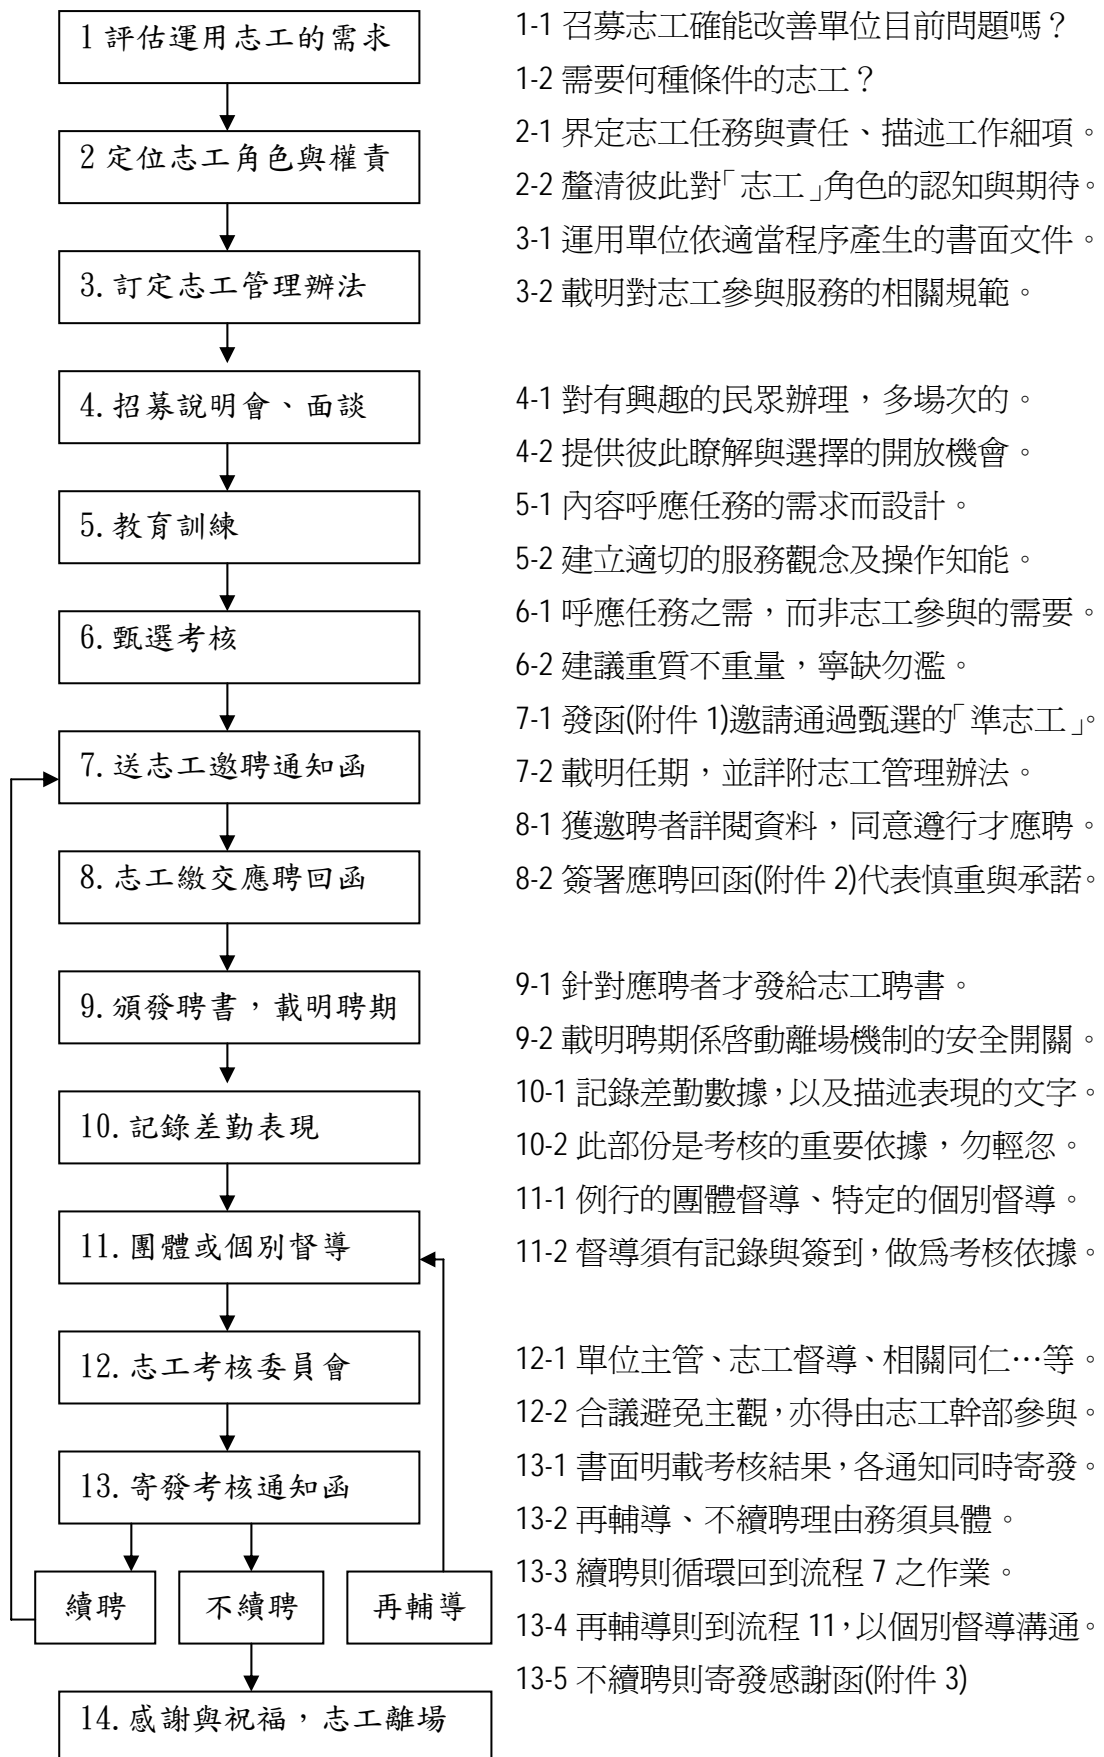 1 評估運用志工的需求
1-1 召募志工確能改善單位目前問題嗎？
1-2 需要何種條件的志工？
2 定位志工角色與權責
2-1 界定志工任務與責任、描述工作細項。
2-2 釐清彼此對「志工」角色的認知與期待。
3.訂定志工管理辦法
3-1 運用單位依適當程序產生的書面文件。
3-2 載明對志工參與服務的相關規範。
4.招募說明會、面談
4-1 對有興趣的民眾辦理，多場次的。
4-2 提供彼此瞭解與選擇的開放機會。
5.教育訓練
5-1 內容呼應任務的需求而設計。
5-2 建立適切的服務觀念及操作知能。
6.甄選考核
6-1 呼應任務之需，而非志工參與的需要。
6-2 建議重質不重量，寧缺勿濫。
7.送志工邀聘通知函
7-1 發函(附件 1)邀請通過甄選的「準志工」。
7-2 載明任期，並詳附志工管理辦法。
8.志工繳交應聘回函
8-1 獲邀聘者詳閱資料，同意遵行才應聘。
8-2 簽署應聘回函(附件 2)代表慎重與承諾。
9.頒發聘書，載明聘期
9-1 針對應聘者才發給志工聘書。
9-2 載明聘期係啓動離場機制的安全開關。
10.記錄差勤表現
10-1 記錄差勤數據，以及描述表現的文字。
10-2 此部份是考核的重要依據，勿輕忽。
11.團體或個別督導
11-1 例行的團體督導、特定的個別督導。
11-2 督導須有記錄與簽到，做為考核依據。
12.志工考核委員會
12-1 單位主管、志工督導、相關同仁…等。
12-2 合議避免主觀，亦得由志工幹部參與。
13.寄發考核通知函
13-1 書面明載考核結果，各通知同時寄發。
13-2 再輔導、不續聘理由務須具體。
13-3 續聘則循環回到流程 7 之作業。
13-4 再輔導則到流程 11，以個別督導溝通。
13-5 不續聘則寄發感謝函(附件 3)
續聘
不續聘
再輔導
14.感謝與祝福，志工離場